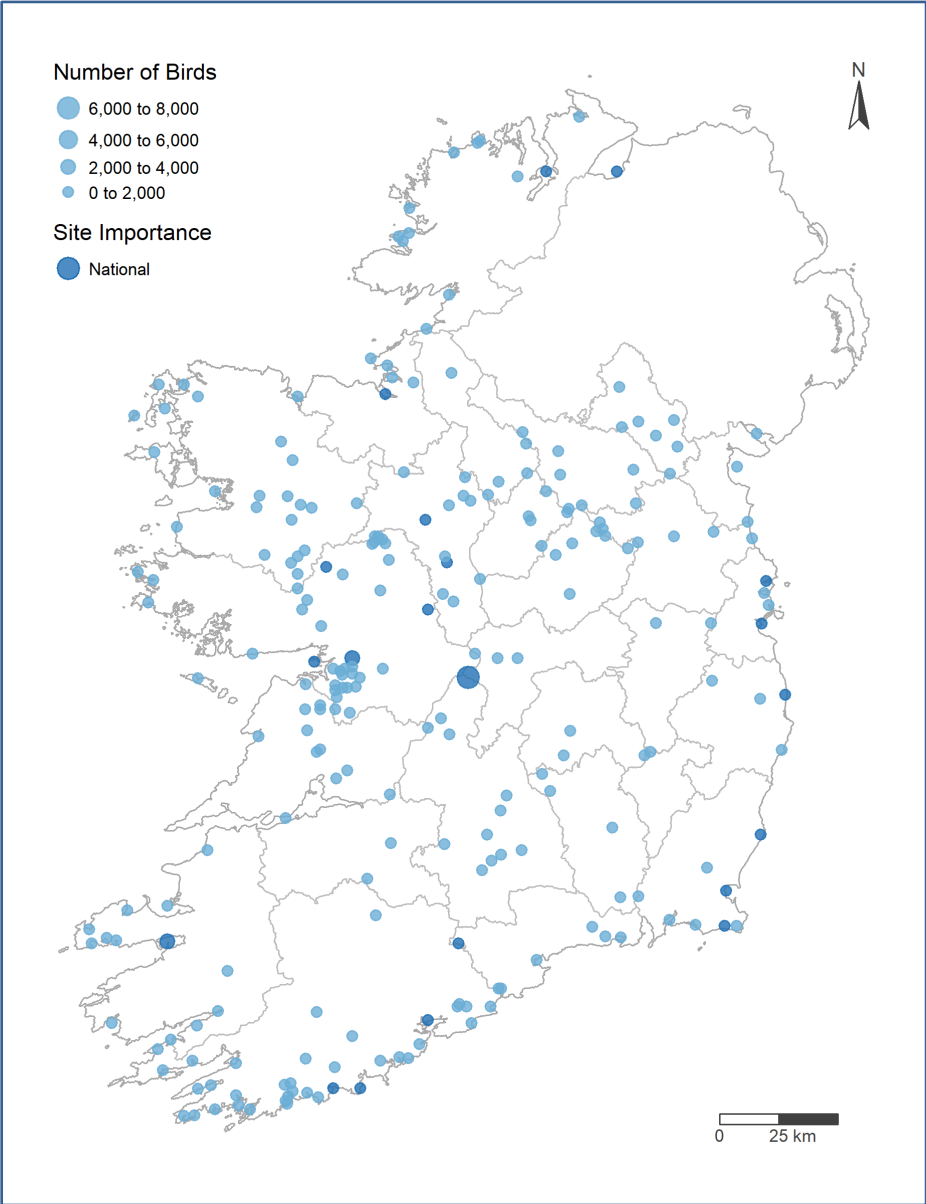 Number of Birds
6,000 to 8,000
4,000 to 6,000
2,000 to 4,000
0 to 2,000
Site Importance
National
N
0 25 km